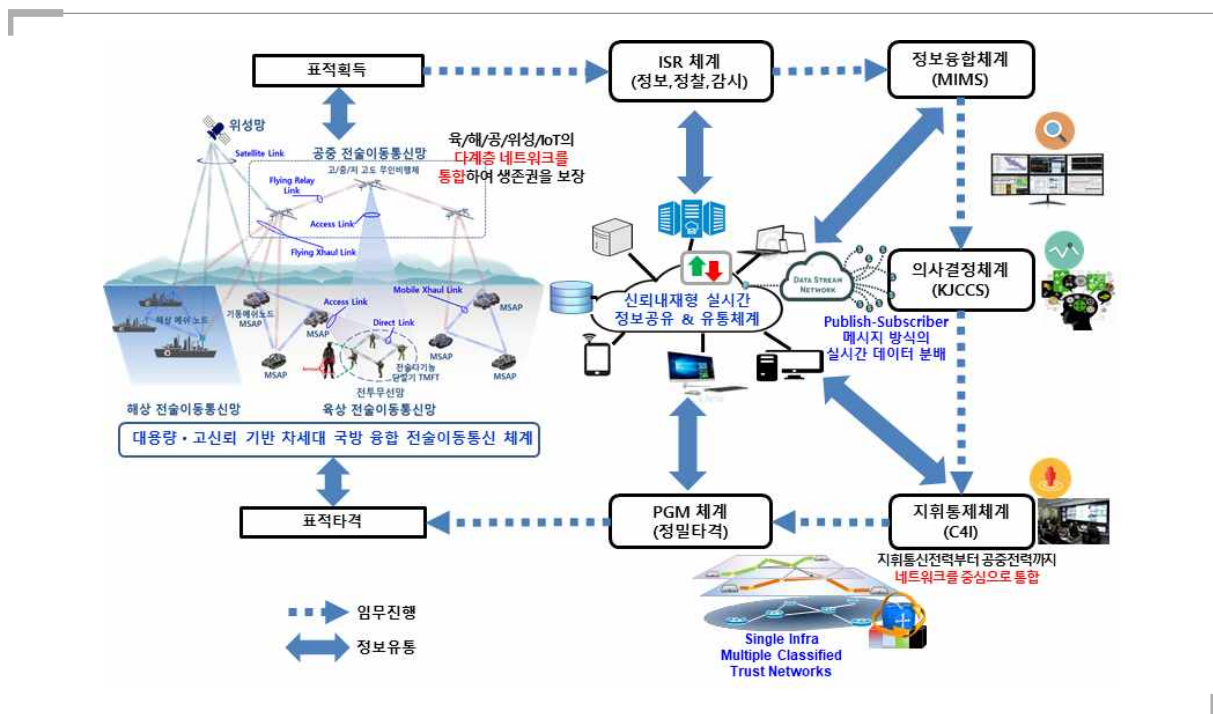 표적획득
ISR 체계
(정보,정찰,감시)
정보융합체계
(MIMS)
위성망
Satellite Link
공중 전술이동통신망
고/중/저 고도 무인비행체
육/해/공/위성/IoT의
다계층 네트워크를
통합하여 생존권을 보장
Flying Relay
Link
Access Link
Flying Xhaul Link
DATA STREAM
NETWORK
의사결정체계
(KJCCS)
신뢰내재형 실시간
정보공유 & 유통체계
Publish-Subscriber
메시지 방식의
실시간 데이터 분배
해상 메쉬 노드
기동메쉬노드
MSAP
Access Link
Mobile Xhaul Link
MSAP
MSAP
Direct Link
MSAP
MSAP
전술다기능
단말기 TMFT
전투무선망
해상 전술이동통신망
육상 전술이동통신망
대용량·고신뢰 기반 차세대 국방 융합 전술이동통신 체계
표적타격
PGM 체계
(정밀타격)
지휘통제체계
(C4I)
지휘통신전력부터 공중전력까지
네트워크를 중심으로 통합
임무진행
정보유통
Single Infra
Multiple Classified
Trust Networks